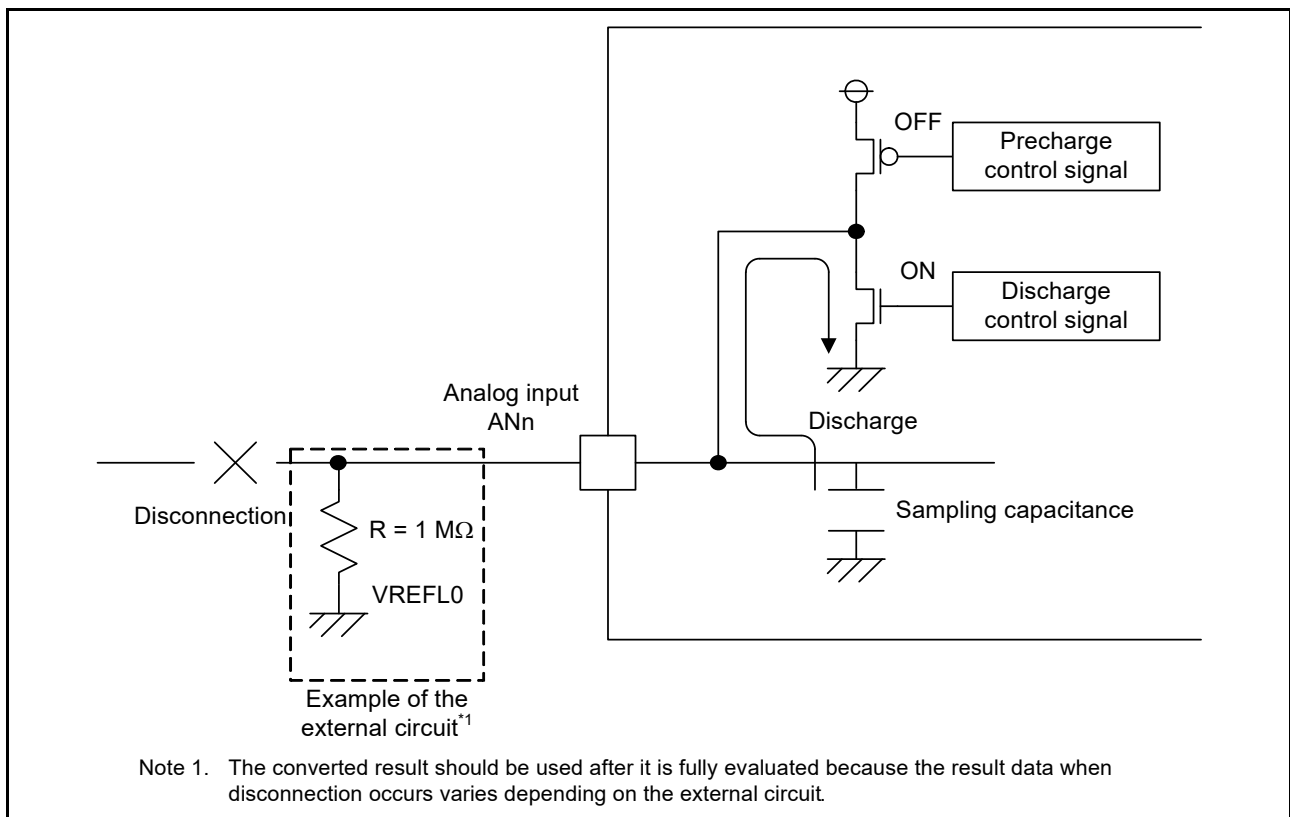 OFF
Precharge
control signal
ON
Discharge
control signal
Analog input
ANn
Discharge
Disconnection
R = 1 MΩ
Sampling capacitance
VREFL0
Example of the
external circuit*1
Note 1. The converted result should be used after it is fully evaluated because the result data when
disconnection occurs varies depending on the external circuit.